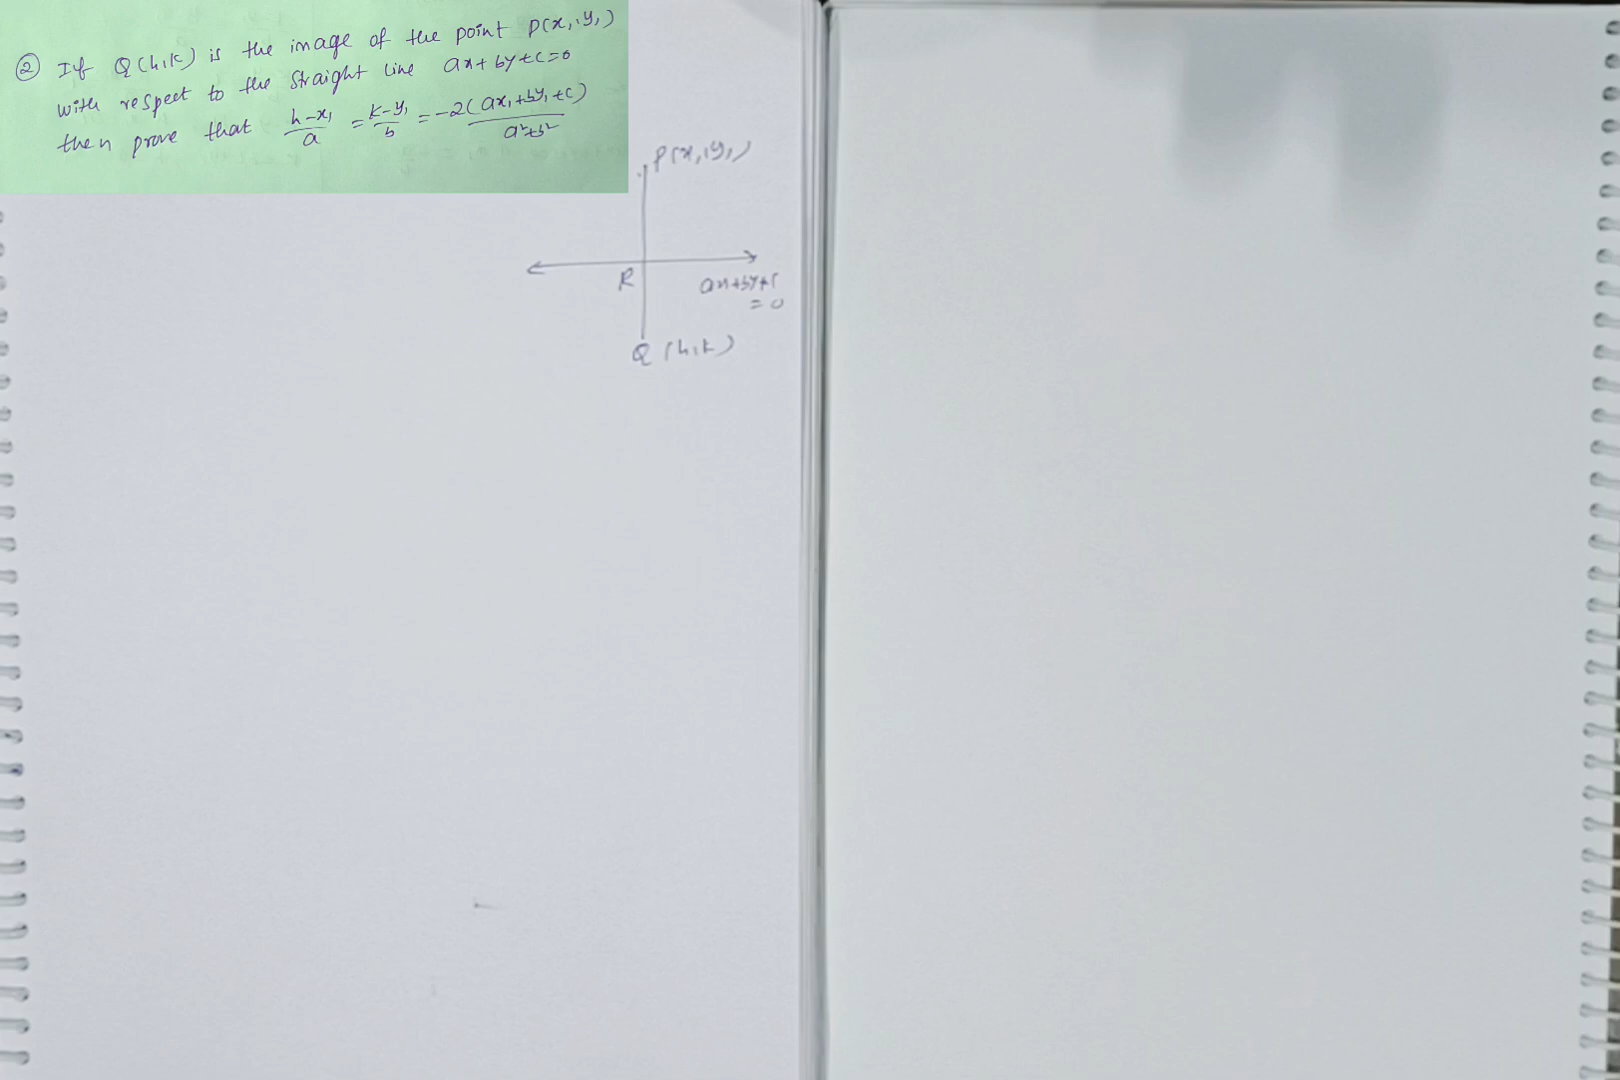 ② If Q(h,k) is the image of the point P(x₁,y₁)
with respect to the straight line ax+by+c=0
then prove that (h-x₁)/a = (k-y₁)/b = -2(ax₁+by₁+c)/(a²+b²)
P(x₁,y₁)
R
ax+by+c
=0
Q(h,k)